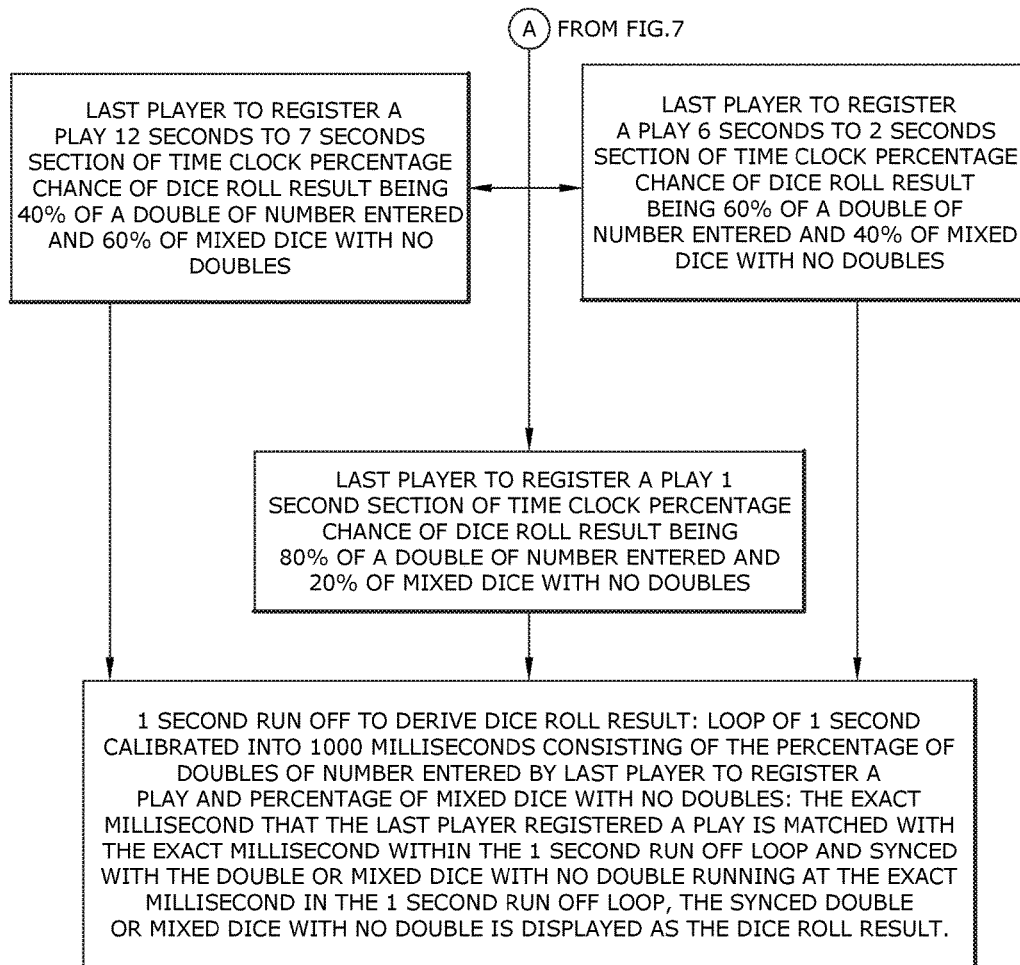 A FROM FIG.7
LAST PLAYER TO REGISTER A
PLAY 12 SECONDS TO 7 SECONDS
SECTION OF TIME CLOCK PERCENTAGE
CHANCE OF DICE ROLL RESULT BEING
40% OF A DOUBLE OF NUMBER ENTERED
AND 60% OF MIXED DICE WITH NO
DOUBLES
LAST PLAYER TO REGISTER
A PLAY 6 SECONDS TO 2 SECONDS
SECTION OF TIME CLOCK PERCENTAGE
CHANCE OF DICE ROLL RESULT
BEING 60% OF A DOUBLE OF
NUMBER ENTERED AND 40% OF MIXED
DICE WITH NO DOUBLES
LAST PLAYER TO REGISTER A PLAY 1
SECOND SECTION OF TIME CLOCK PERCENTAGE
CHANCE OF DICE ROLL RESULT BEING
80% OF A DOUBLE OF NUMBER ENTERED AND
20% OF MIXED DICE WITH NO DOUBLES
1 SECOND RUN OFF TO DERIVE DICE ROLL RESULT: LOOP OF 1 SECOND
CALIBRATED INTO 1000 MILLISECONDS CONSISTING OF THE PERCENTAGE OF
DOUBLES OF NUMBER ENTERED BY LAST PLAYER TO REGISTER A
PLAY AND PERCENTAGE OF MIXED DICE WITH NO DOUBLES: THE EXACT
MILLISECOND THAT THE LAST PLAYER REGISTERED A PLAY IS MATCHED WITH
THE EXACT MILLISECOND WITHIN THE 1 SECOND RUN OFF LOOP AND SYNCED
WITH THE DOUBLE OR MIXED DICE WITH NO DOUBLE RUNNING AT THE EXACT
MILLISECOND IN THE 1 SECOND RUN OFF LOOP, THE SYNCED DOUBLE
OR MIXED DICE WITH NO DOUBLE IS DISPLAYED AS THE DICE ROLL RESULT.